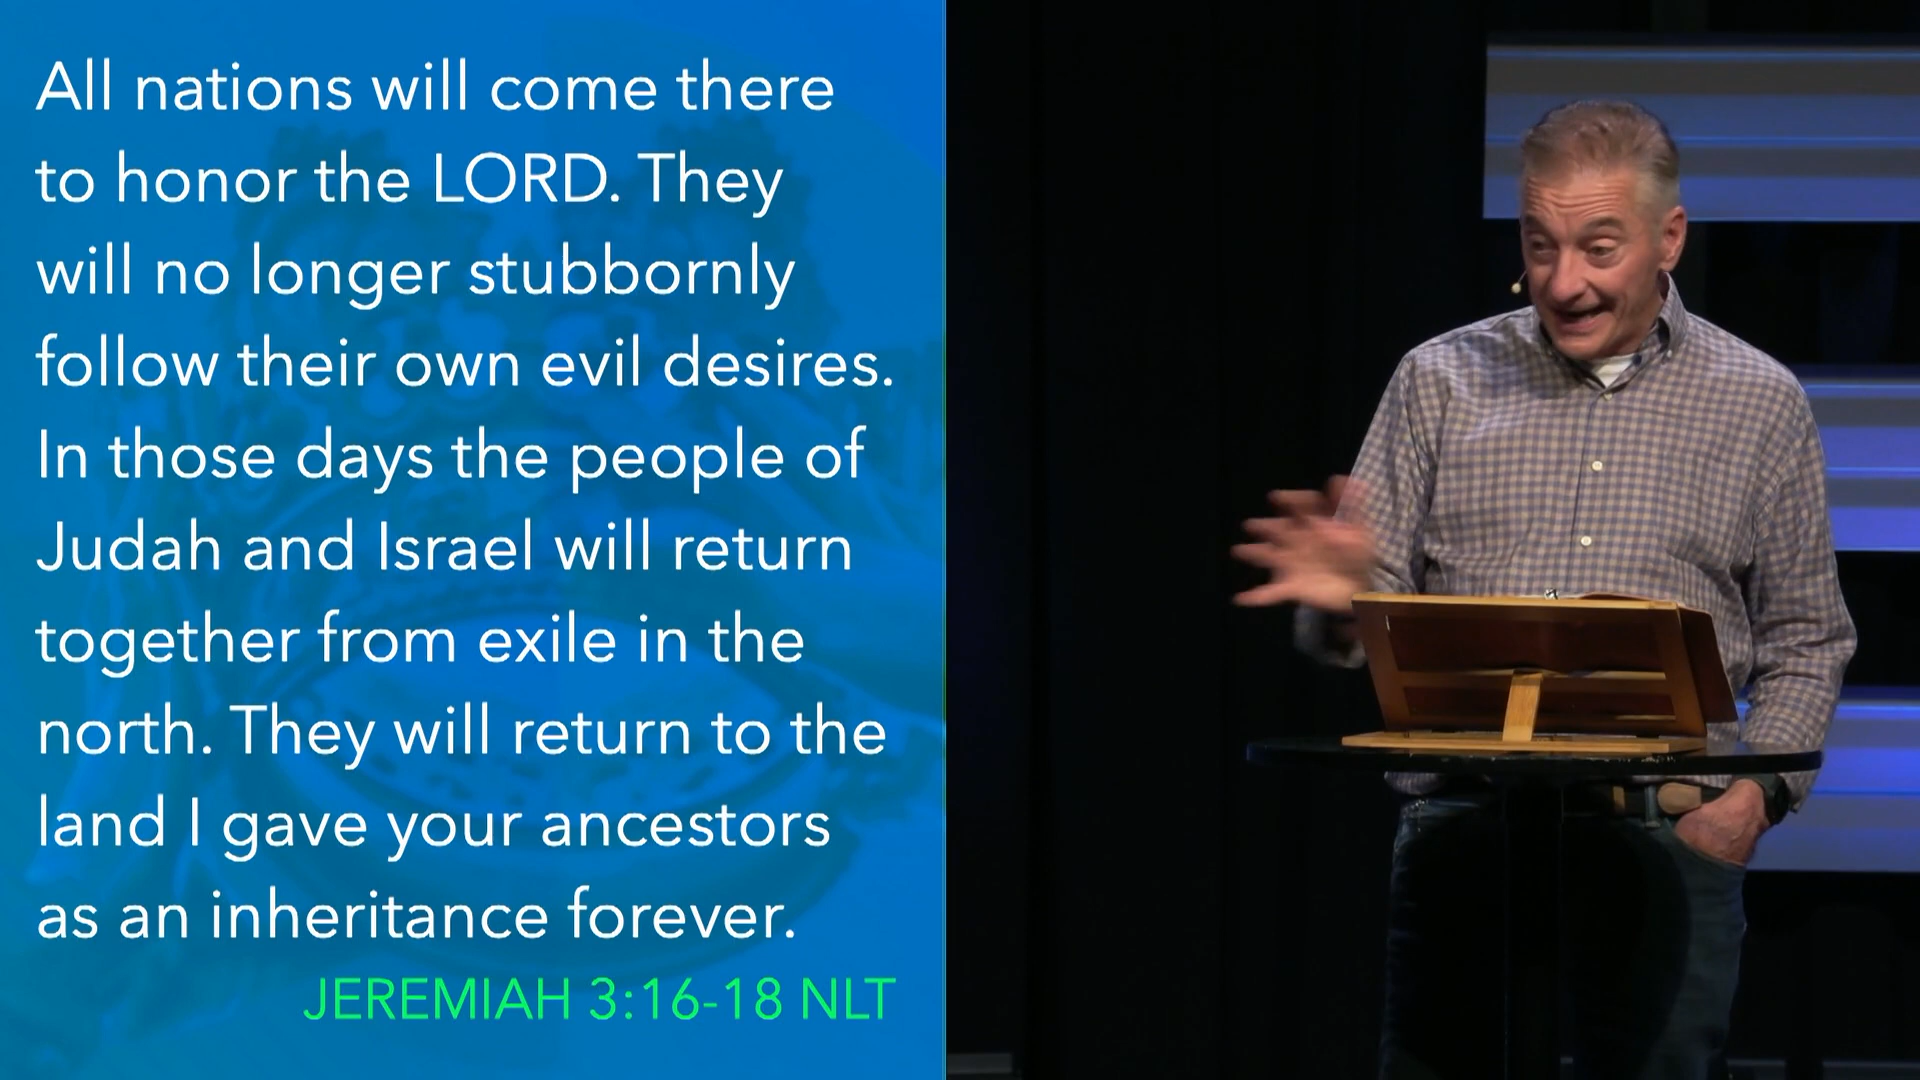 All nations will come there
to honor the LORD. They
will no longer stubbornly
follow their own evil desires.
In those days the people of
Judah and Israel will return
together from exile in the
north. They will return to the
land I gave your ancestors
as an inheritance forever.
JEREMIAH 3:16-18 NLT